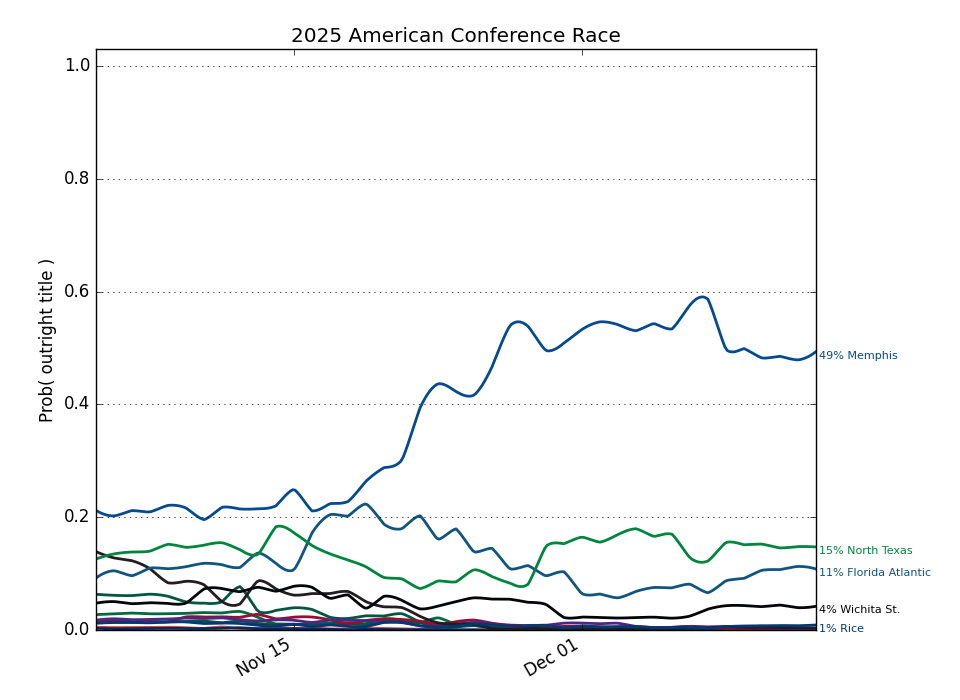 2025 American Conference Race
Prob( outright title )
1.0
0.8
0.6
0.4
0.2
0.0
Nov 15
Dec 01
49% Memphis
15% North Texas
11% Florida Atlantic
4% Wichita St.
1% Rice